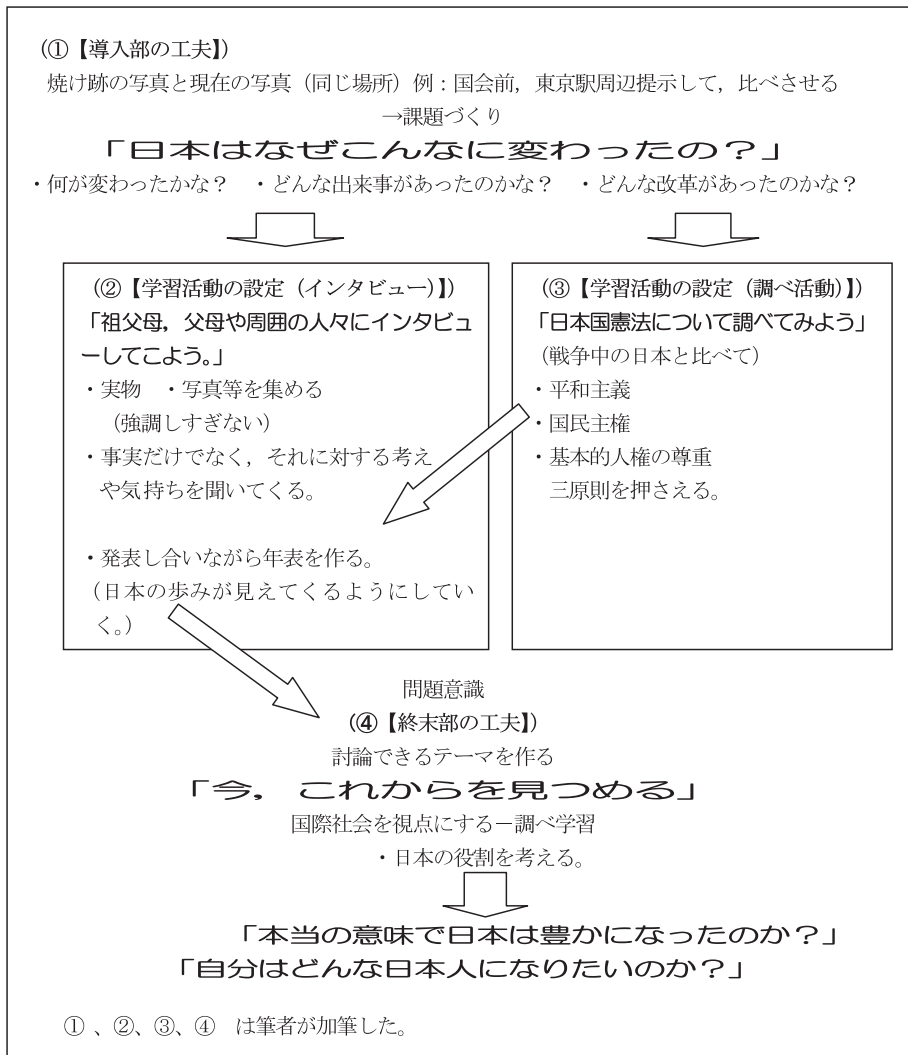 (①【導入部の工夫】)
焼け跡の写真と現在の写真（同じ場所）例：国会前，東京駅周辺提示して，比べさせる
→課題づくり
「日本はなぜこんなに変わったの？」
・何が変わったかな？　・どんな出来事があったのかな？　・どんな改革があったのかな？
(②【学習活動の設定（インタビュー）】)
「祖父母，父母や周囲の人々にインタビュ
ーしてこよう。」
・実物　・写真等を集める
（強調しすぎない）
・事実だけでなく，それに対する考え
や気持ちを聞いてくる。
・発表し合いながら年表を作る。
（日本の歩みが見えてくるようにしてい
く。）
(③【学習活動の設定（調べ活動）】)
「日本国憲法について調べてみよう」
（戦争中の日本と比べて）
・平和主義
・国民主権
・基本的人権の尊重
三原則を押さえる。
問題意識
(④【終末部の工夫】)
討論できるテーマを作る
「今，これからを見つめる」
国際社会を視点にする－調べ学習
・日本の役割を考える。
「本当の意味で日本は豊かになったのか？」
「自分はどんな日本人になりたいのか？」
① 、②、③、④　は筆者が加筆した。